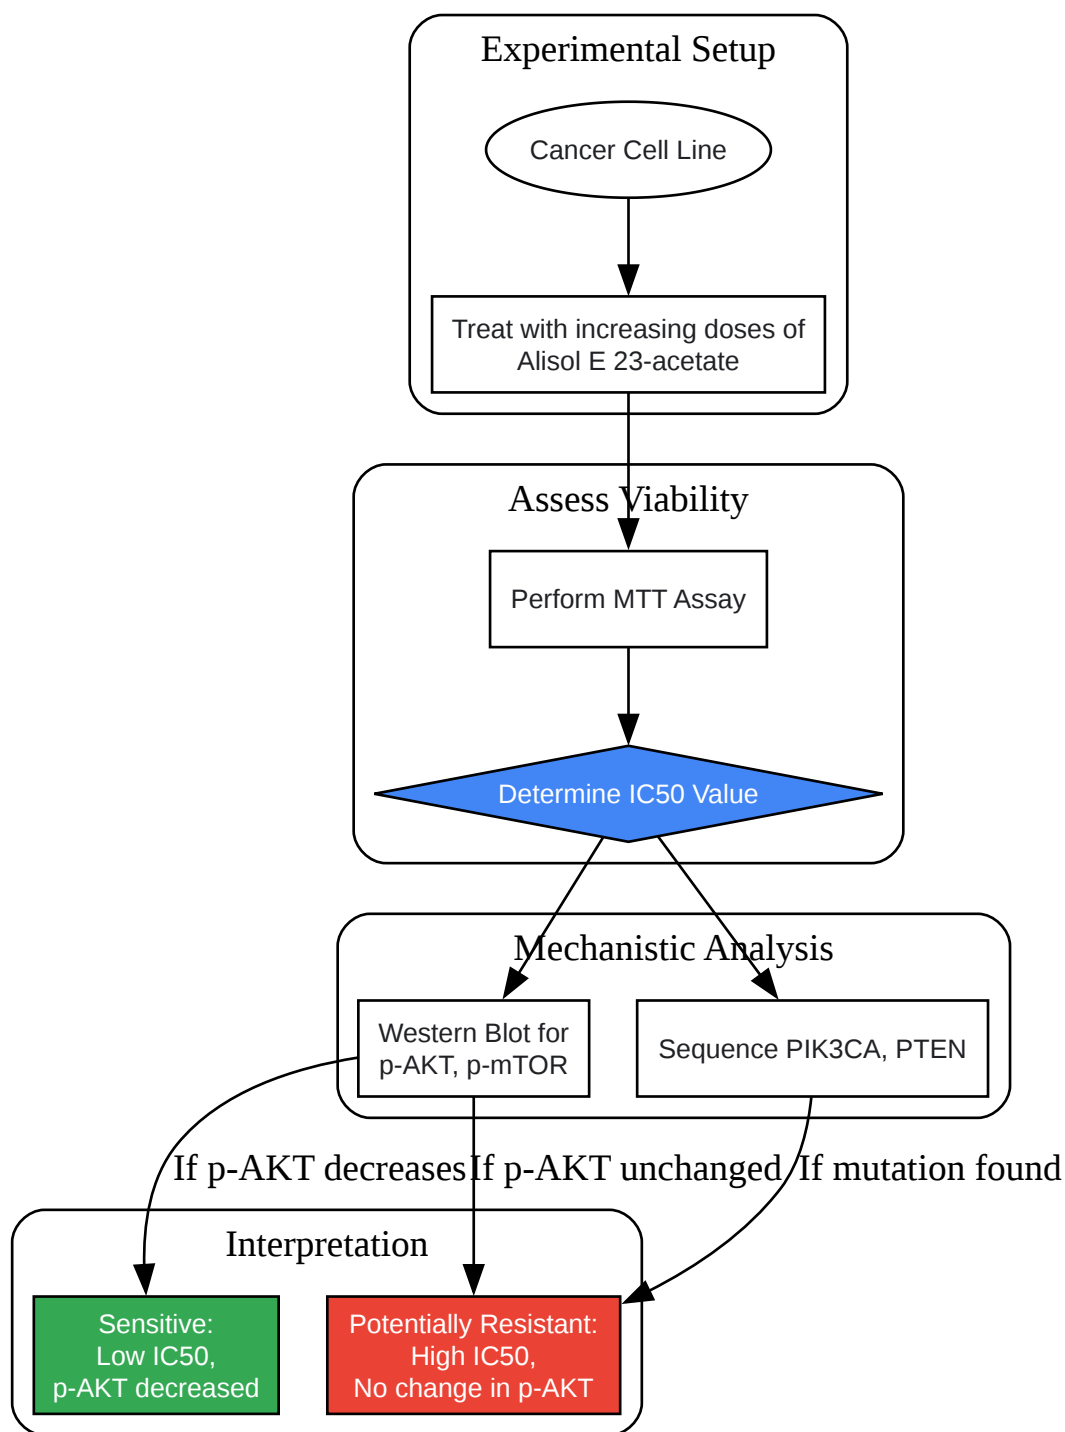 Experimental Setup
Cancer Cell Line
Treat with increasing doses of
Alisol E 23-acetate
Assess Viability
Perform MTT Assay
Determine IC50 Value
Mechanistic Analysis
Western Blot for
p-AKT, p-mTOR
Sequence PIK3CA, PTEN
If p-AKT decreases
If p-AKT unchanged
If mutation found
Interpretation
Sensitive:
Low IC50,
p-AKT decreased
Potentially Resistant:
High IC50,
No change in p-AKT